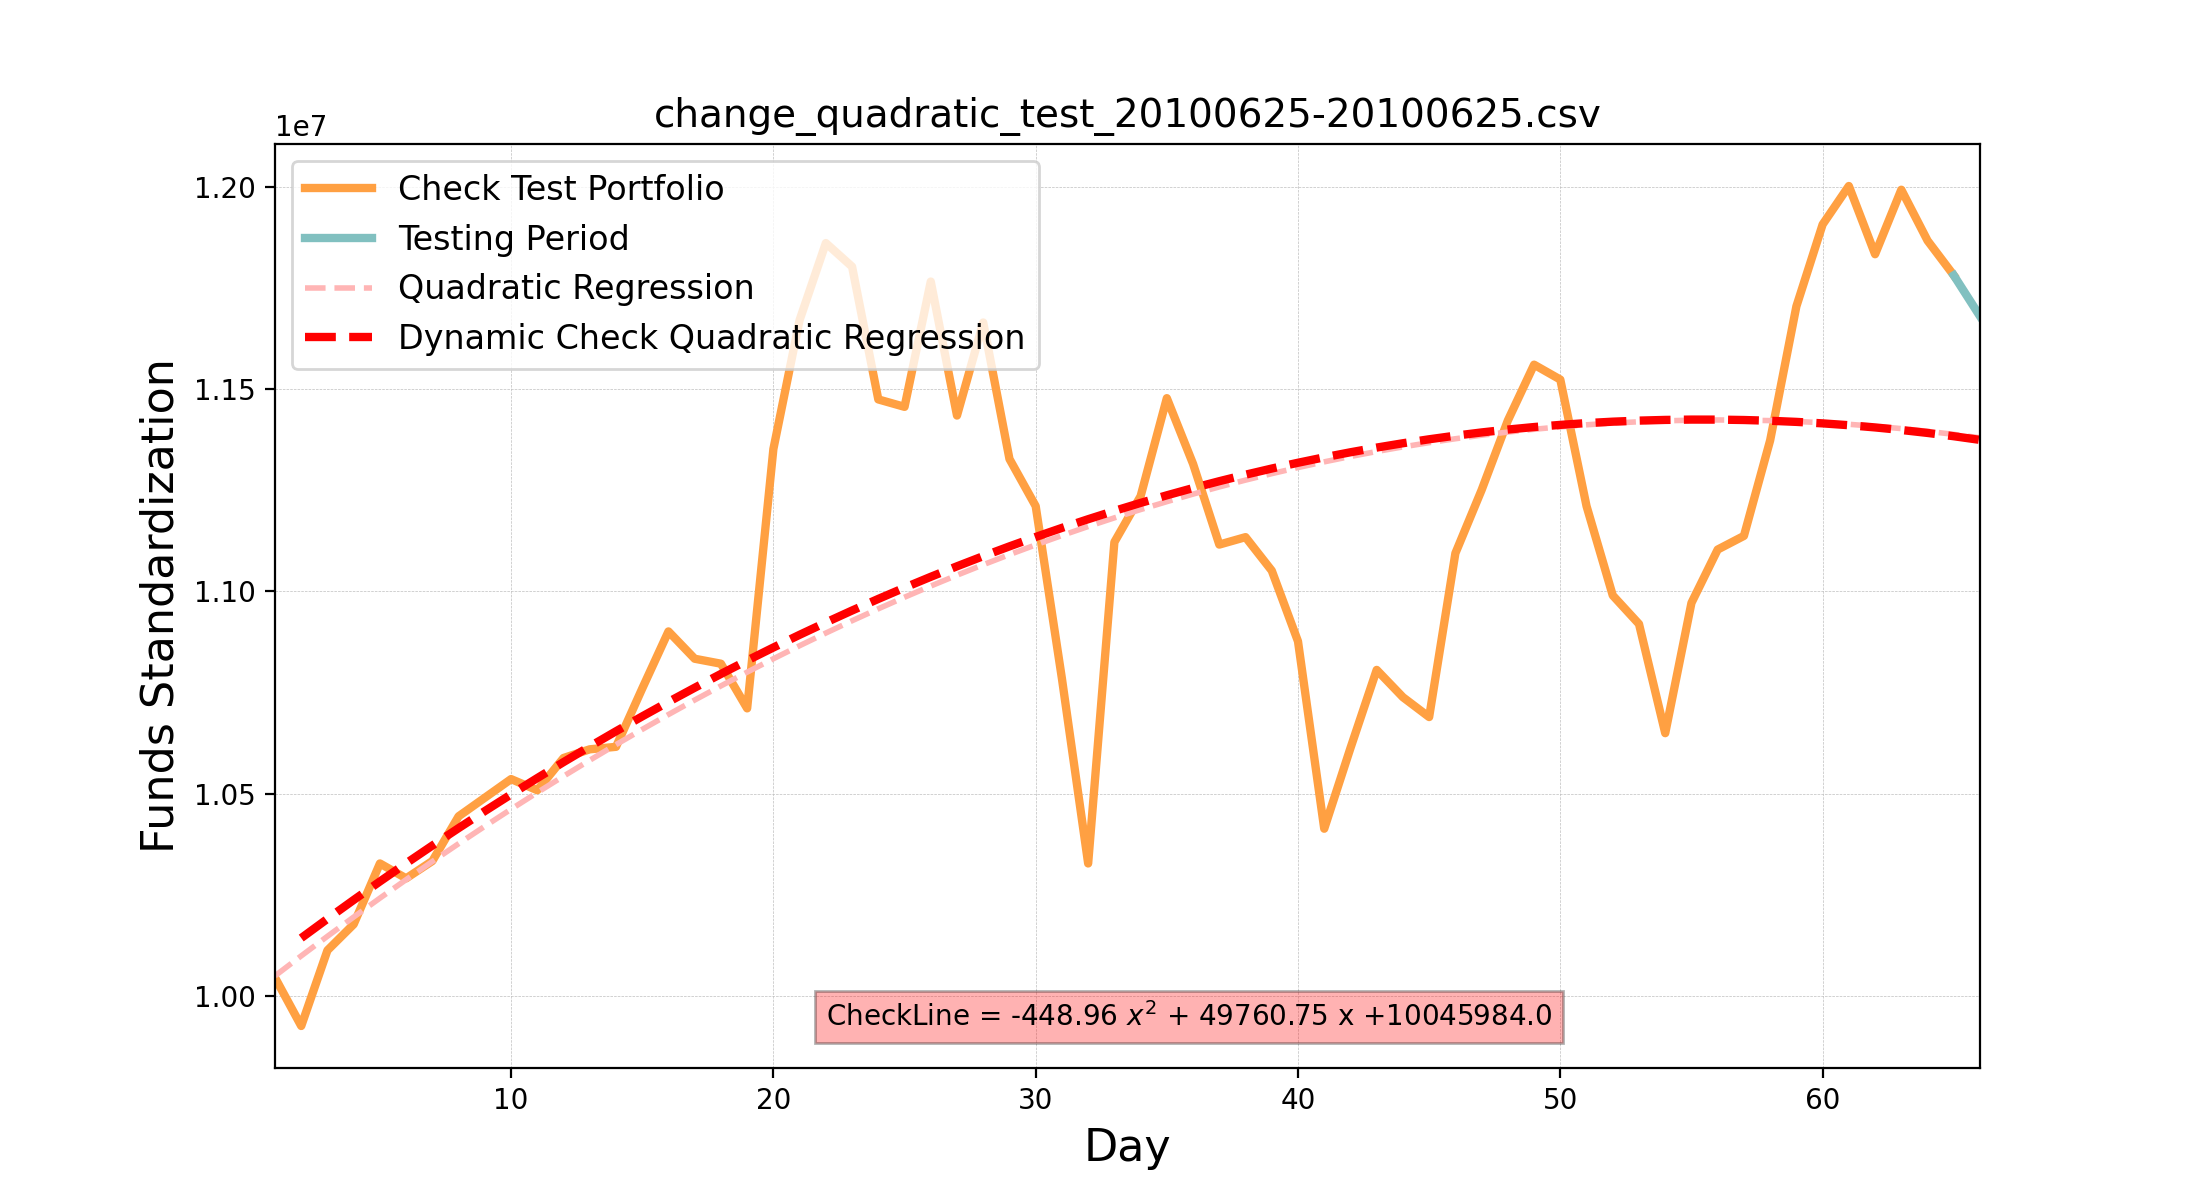 change_quadratic_test_20100625-20100625.csv
1e7
Check Test Portfolio
Testing Period
Quadratic Regression
Dynamic Check Quadratic Regression
1.20
1.15
1.10
1.05
1.00
Funds Standardization
CheckLine = -448.96 x² + 49760.75 x +10045984.0
10 20 30 40 50 60
Day